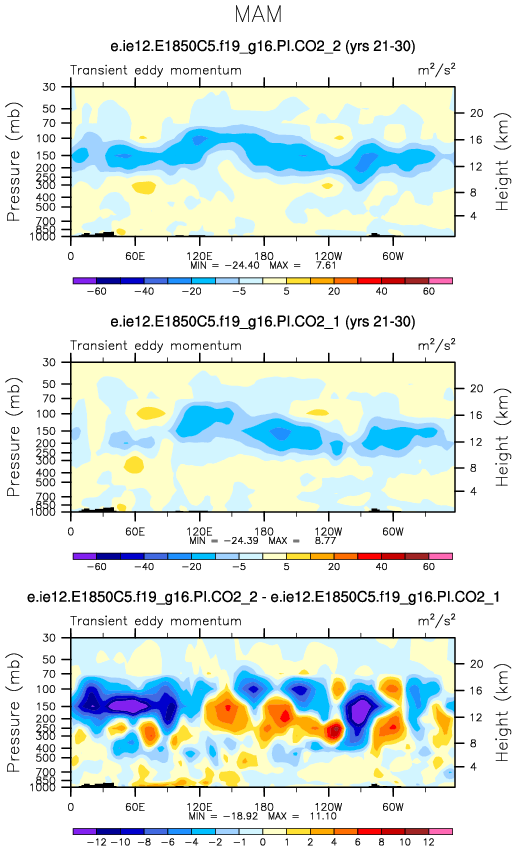 MAM
e.ie12.E1850C5.f19_g16.PI.CO2_2 (yrs 21-30)
Transient eddy momentum m²/s²
Pressure (mb)
30
50
70
100
150
200
250
300
400
500
700
850
1000
20
16
12
8
4
Height (km)
0 60E 120E 180 120W 60W
MIN = -24.40 MAX = 7.61
-60 -40 -20 -5 5 20 40 60
e.ie12.E1850C5.f19_g16.PI.CO2_1 (yrs 21-30)
Transient eddy momentum m²/s²
Pressure (mb)
30
50
70
100
150
200
250
300
400
500
700
850
1000
20
16
12
8
4
Height (km)
0 60E 120E 180 120W 60W
MIN = -24.39 MAX = 8.77
-60 -40 -20 -5 5 20 40 60
e.ie12.E1850C5.f19_g16.PI.CO2_2 - e.ie12.E1850C5.f19_g16.PI.CO2_1
Transient eddy momentum m²/s²
Pressure (mb)
30
50
70
100
150
200
250
300
400
500
700
850
1000
20
16
12
8
4
Height (km)
0 60E 120E 180 120W 60W
MIN = -18.92 MAX = 11.10
-12 -10 -8 -6 -4 -2 -1 0 1 2 4 6 8 10 12